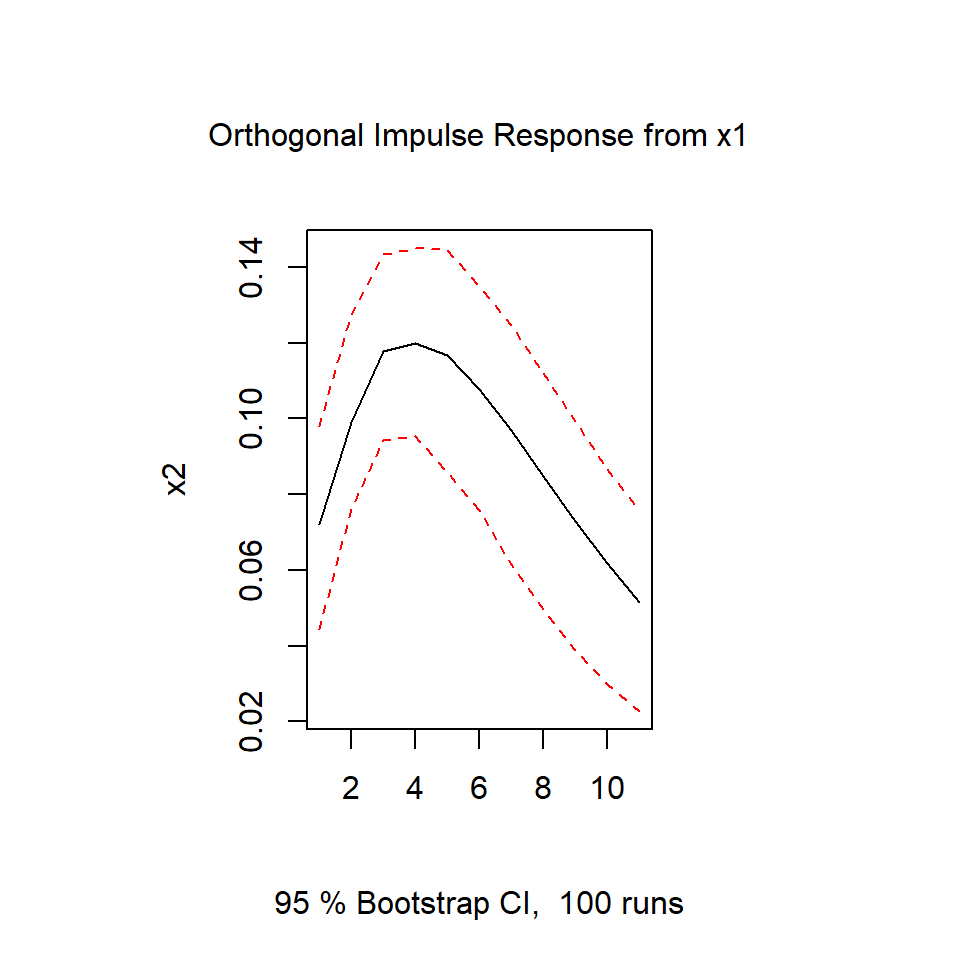 Orthogonal Impulse Response from x1
0.14
0.10
0.06
0.02
x2
2 4 6 8 10
95 % Bootstrap CI,  100 runs